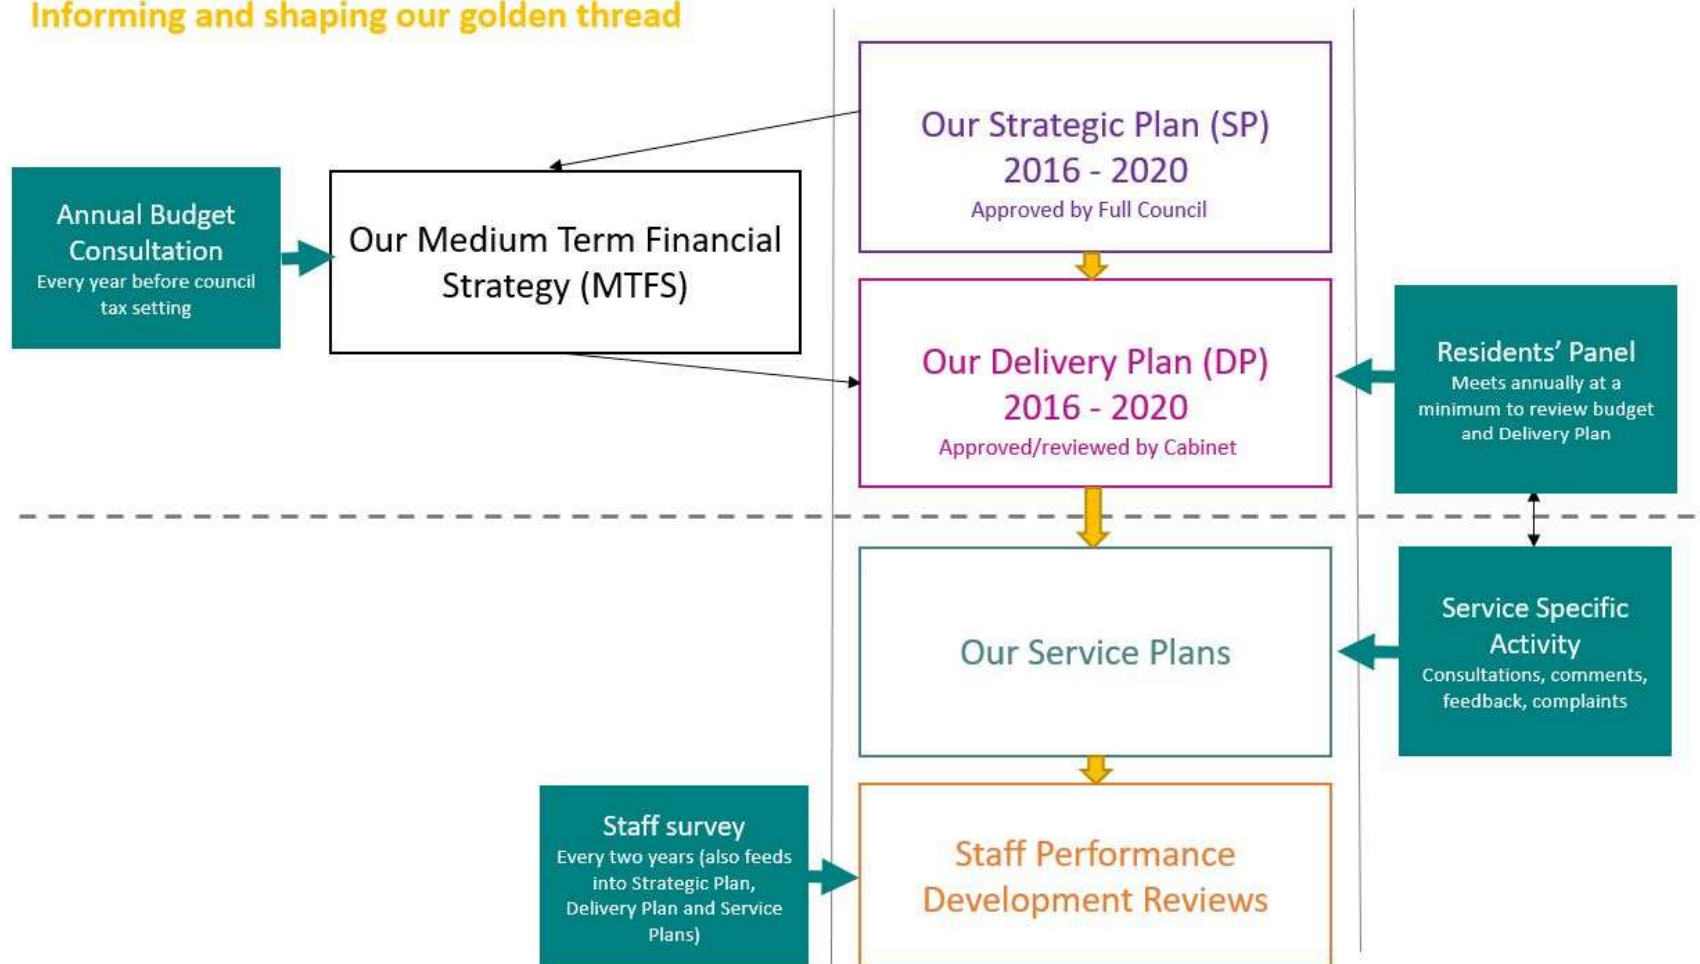 Informing and shaping our golden thread
Our Strategic Plan (SP)
2016 - 2020
Approved by Full Council
Annual Budget
Consultation
Every year before council
tax setting
Our Medium Term Financial
Strategy (MTFS)
Our Delivery Plan (DP)
2016 - 2020
Approved/reviewed by Cabinet
Residents’ Panel
Meets annually at a
minimum to review budget
and Delivery Plan
Our Service Plans
Service Specific
Activity
Consultations, comments,
feedback, complaints
Staff survey
Every two years (also feeds
into Strategic Plan,
Delivery Plan and Service
Plans)
Staff Performance
Development Reviews